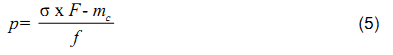 p= σ x F - m_c / f (5)